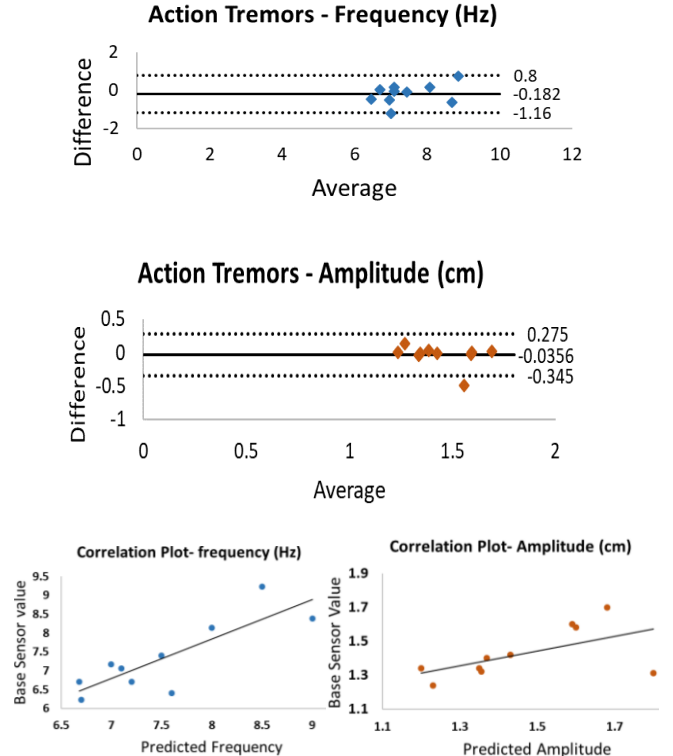 Action Tremors - Frequency (Hz)
Difference
2
0
-2
0.8
-0.182
-1.16
0 2 4 6 8 10 12
Average
Action Tremors - Amplitude (cm)
Difference
0.5
0
-0.5
-1
0.275
-0.0356
-0.345
0 0.5 1 1.5 2
Average
Correlation Plot- frequency (Hz)
Base Sensor value
9.5
9
8.5
8
7.5
7
6.5
6
6.5 7 7.5 8 8.5 9
Predicted Frequency
Correlation Plot- Amplitude (cm)
Base Sensor Value
1.9
1.7
1.5
1.3
1.1
1.1 1.3 1.5 1.7
Predicted Amplitude